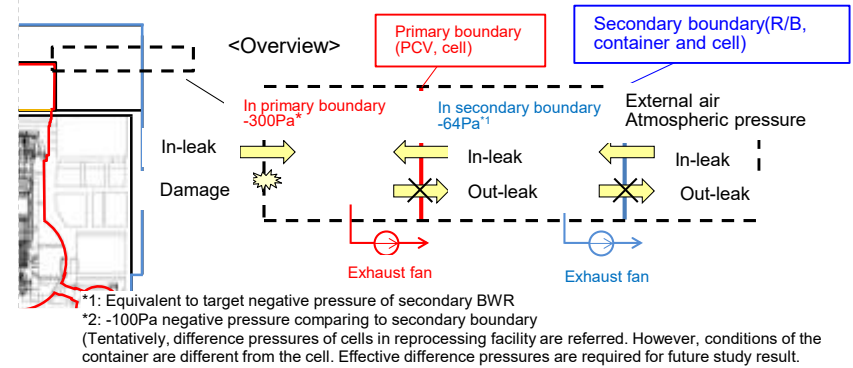 <Overview>
Primary boundary
(PCV, cell)
Secondary boundary(R/B,
container and cell)
In primary boundary
-300Pa*
In secondary boundary
-64Pa*1
External air
Atmospheric pressure
In-leak
In-leak
In-leak
Damage
Out-leak
Out-leak
Exhaust fan
Exhaust fan
*1: Equivalent to target negative pressure of secondary BWR
*2: -100Pa negative pressure comparing to secondary boundary
(Tentatively, difference pressures of cells in reprocessing facility are referred. However, conditions of the
container are different from the cell. Effective difference pressures are required for future study result.